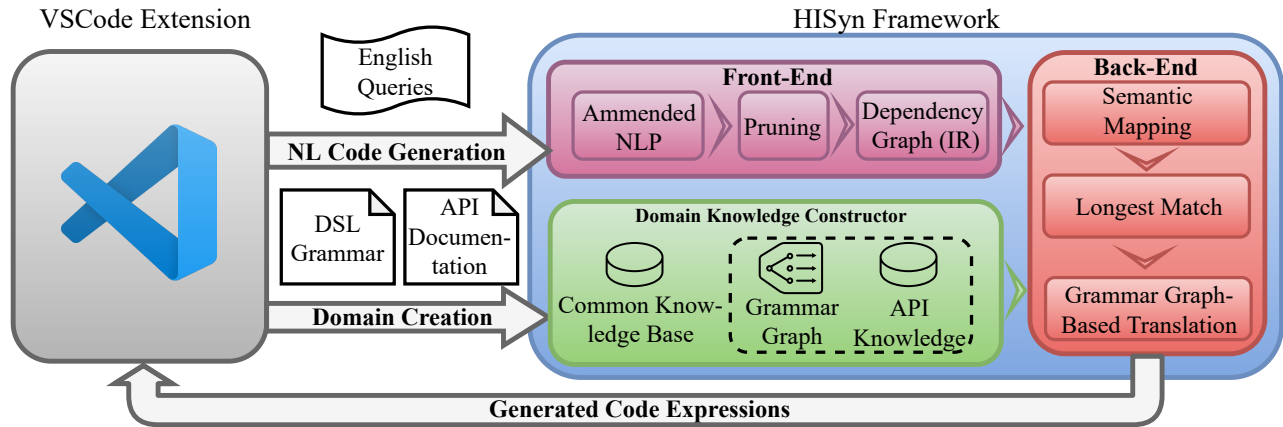 VSCode Extension
HISyn Framework
English
Queries
NL Code Generation
DSL
Grammar
API
Documen-
tation
Domain Creation
Front-End
Ammended
NLP
Pruning
Dependency
Graph (IR)
Domain Knowledge Constructor
Common Know-
ledge Base
Grammar
Graph
API
Knowledge
Back-End
Semantic
Mapping
Longest Match
Grammar Graph-
Based Translation
Generated Code Expressions